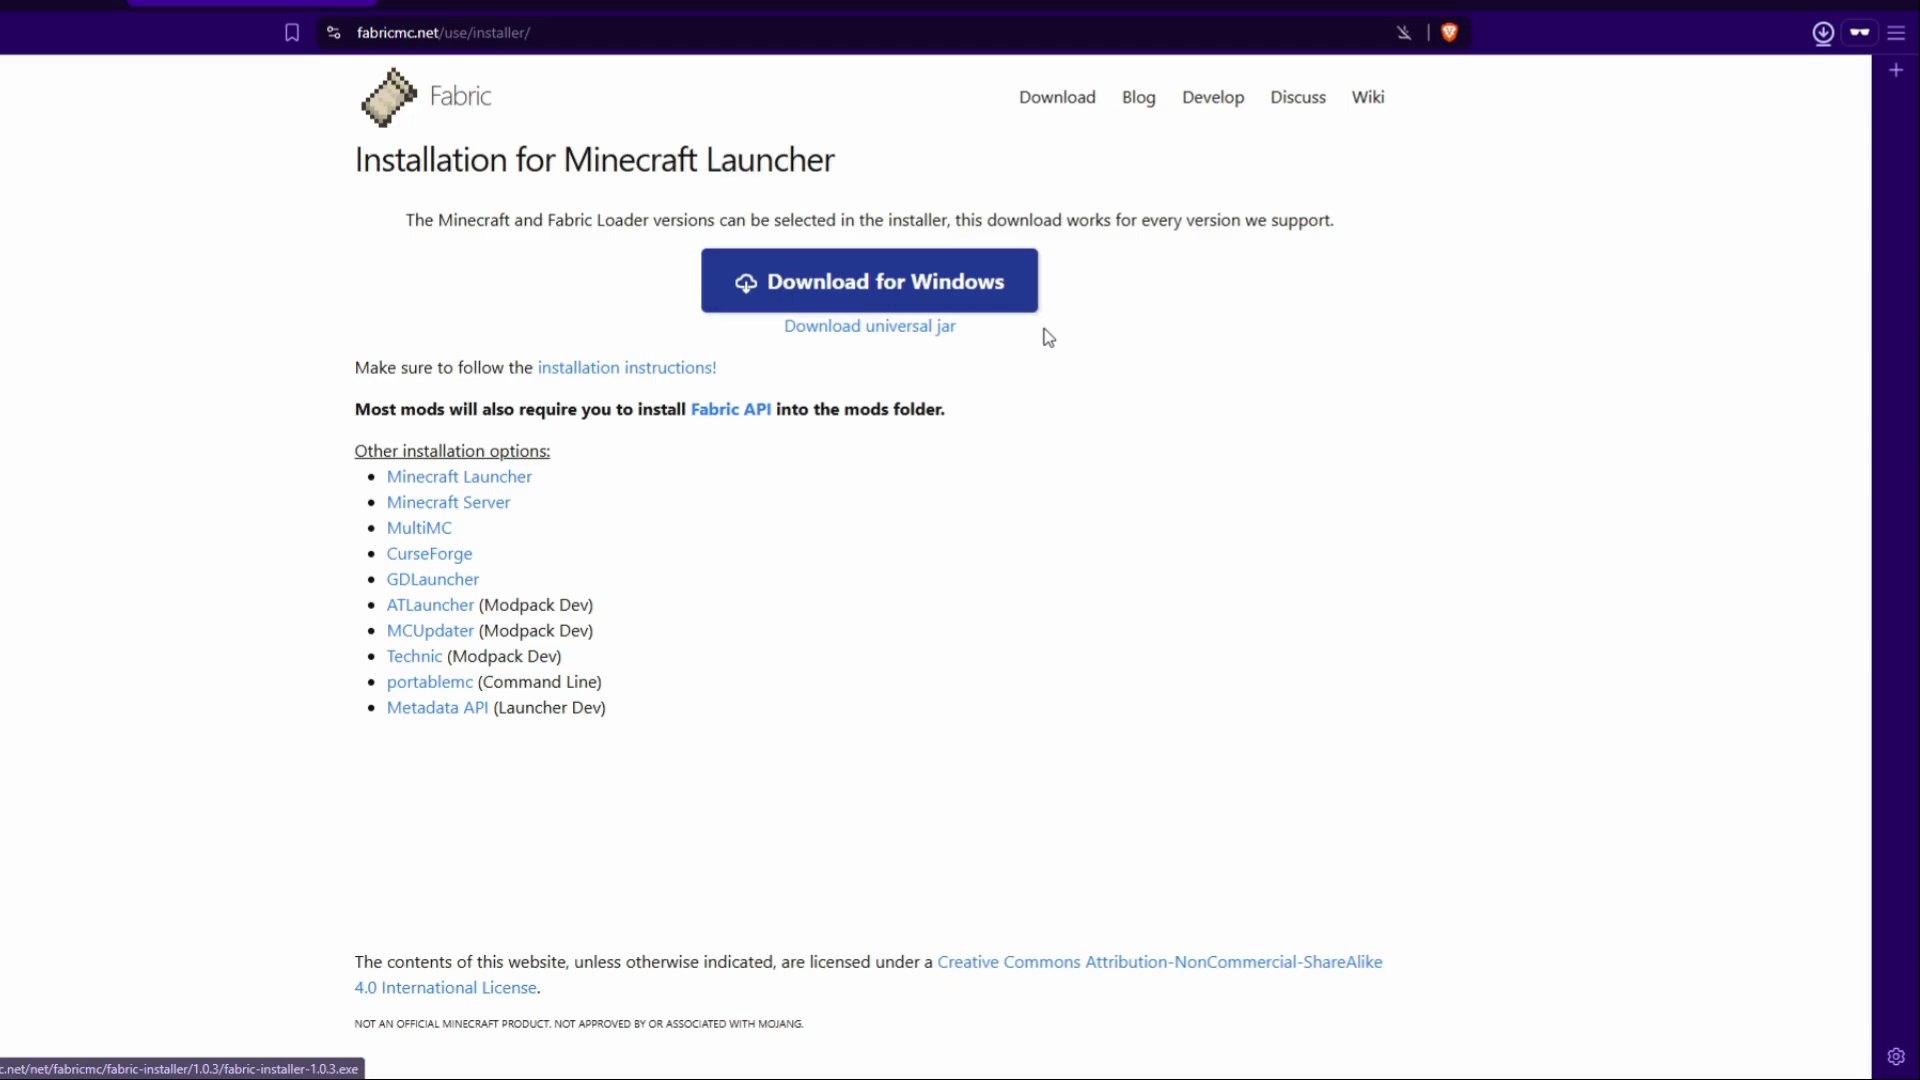 fabricmc.net/use/installer/
Fabric
Download Blog Develop Discuss Wiki
Installation for Minecraft Launcher
The Minecraft and Fabric Loader versions can be selected in the installer, this download works for every version we support.
Download for Windows
Download universal jar
Make sure to follow the installation instructions!
Most mods will also require you to install Fabric API into the mods folder.
Other installation options:
Minecraft Launcher
Minecraft Server
MultiMC
CurseForge
GDLauncher
ATLauncher (Modpack Dev)
MCUpdater (Modpack Dev)
Technic (Modpack Dev)
portablemc (Command Line)
Metadata API (Launcher Dev)
The contents of this website, unless otherwise indicated, are licensed under a Creative Commons Attribution-NonCommercial-ShareAlike
4.0 International License.
NOT AN OFFICIAL MINECRAFT PRODUCT. NOT APPROVED BY OR ASSOCIATED WITH MOJANG.
c.net/net/fabricmc/fabric-installer/1.0.3/fabric-installer-1.0.3.exe